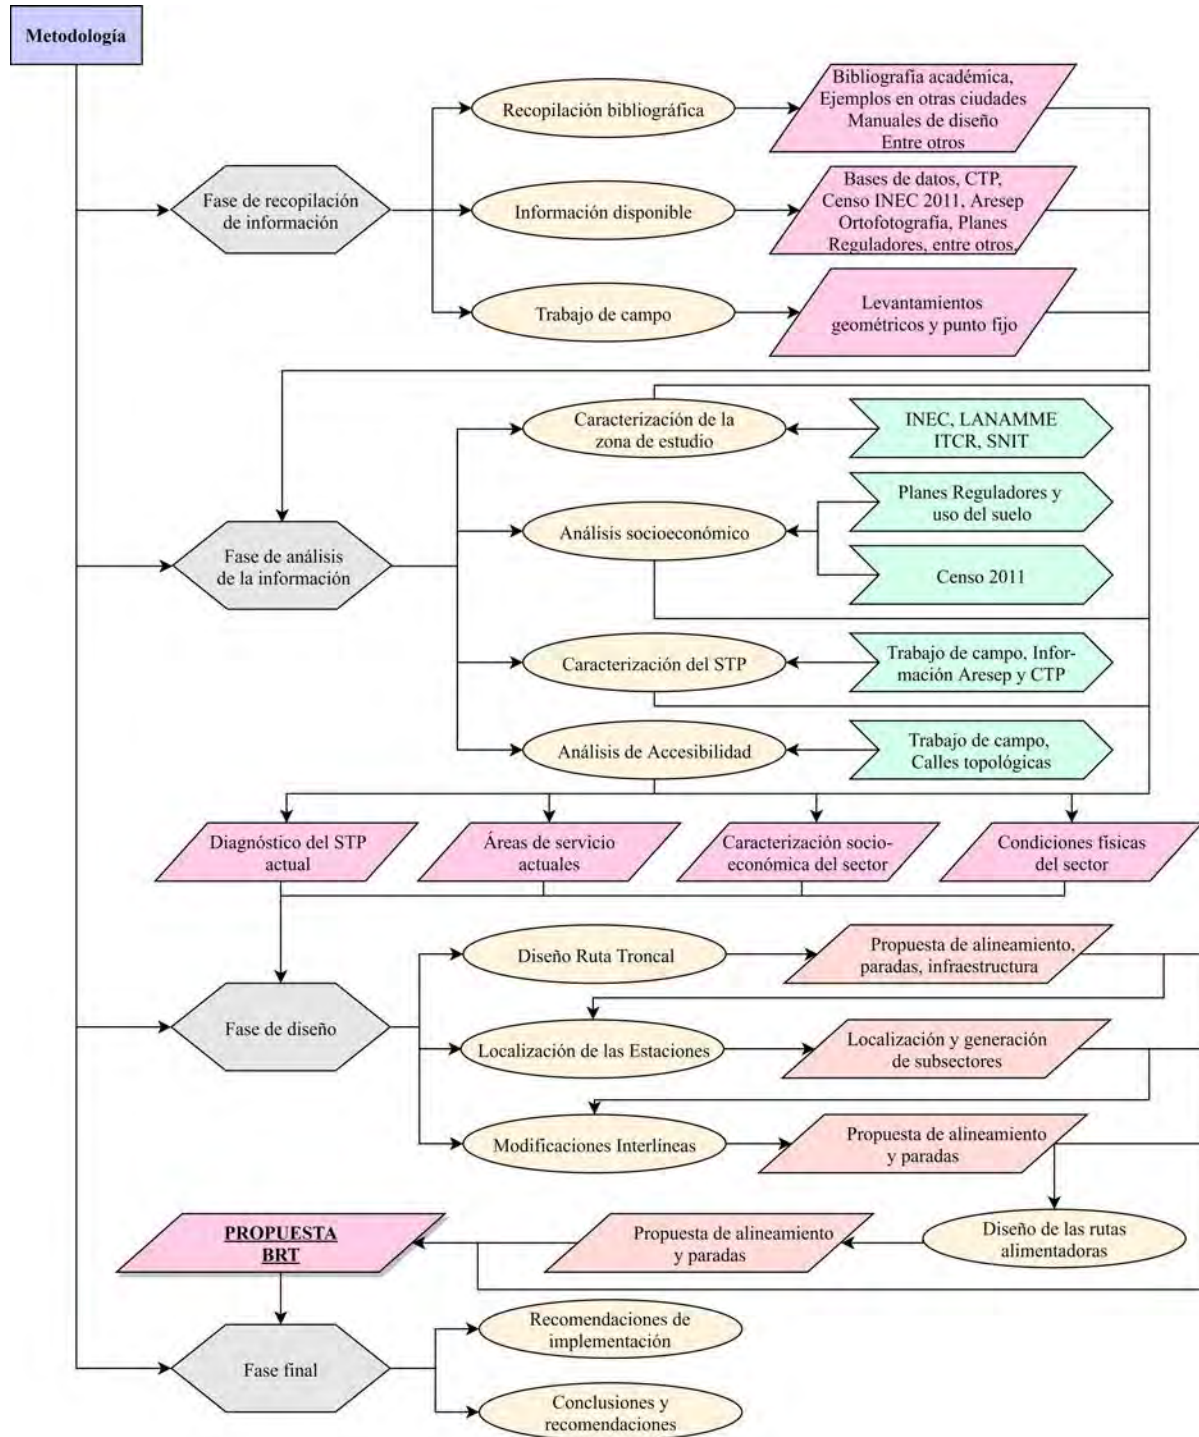 Metodología
Fase de recopilación
de información
Recopilación bibliográfica
Bibliografía académica,
Ejemplos en otras ciudades
Manuales de diseño
Entre otros
Información disponible
Bases de datos, CTP,
Censo INEC 2011, Aresep
Ortofotografía, Planes
Reguladores, entre otros,
Trabajo de campo
Levantamientos
geométricos y punto fijo
Fase de análisis
de la información
Caracterización de la
zona de estudio
INEC, LANAMME
ITCR, SNIT
Análisis socioeconómico
Planes Reguladores y
uso del suelo
Censo 2011
Caracterización del STP
Trabajo de campo, Infor-
mación Aresep y CTP
Análisis de Accesibilidad
Trabajo de campo,
Calles topológicas
Diagnóstico del STP
actual
Áreas de servicio
actuales
Caracterización socio-
económica del sector
Condiciones físicas
del sector
Fase de diseño
Diseño Ruta Troncal
Propuesta de alineamiento,
paradas, infraestructura
Localización de las Estaciones
Localización y generación
de subsectores
Modificaciones Interlíneas
Propuesta de alineamiento
y paradas
Diseño de las rutas
alimentadoras
Propuesta de alineamiento
y paradas
PROPUESTA
BRT
Fase final
Recomendaciones de
implementación
Conclusiones y
recomendaciones